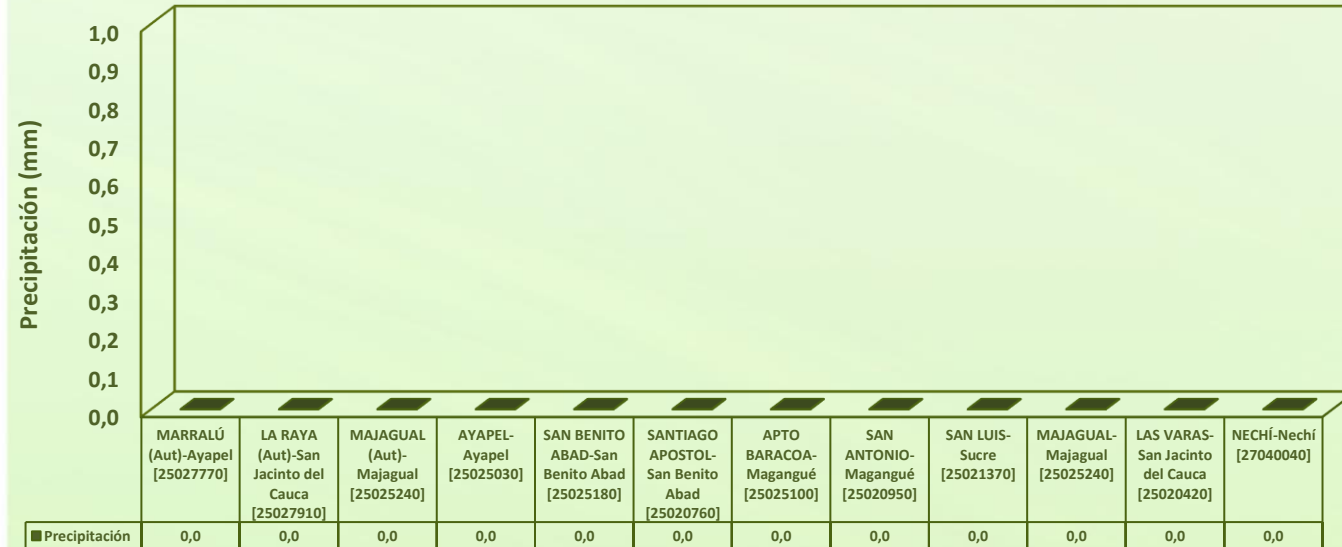 1,0
0,9
0,8
0,7
0,6
0,5
0,4
0,3
0,2
0,1
0,0
Precipitación (mm)
MARRALÚ
(Aut)-Ayapel
[25027770]
LA RAYA
(Aut)-San
Jacinto del
Cauca
[25027910]
MAJAGUAL
(Aut)-
Majagual
[25025240]
AYAPEL-
Ayapel
[25025030]
SAN BENITO
ABAD-San
Benito Abad
[25025180]
SANTIAGO
APOSTOL-
San Benito
Abad
[25020760]
APTO
BARACOA-
Magangué
[25025100]
SAN
ANTONIO-
Magangué
[25020950]
SAN LUIS-
Sucre
[25021370]
MAJAGUAL-
Majagual
[25025240]
LAS VARAS-
San Jacinto
del Cauca
[25020420]
NECHÍ-Nechí
[27040040]
Precipitación 0,0 0,0 0,0 0,0 0,0 0,0 0,0 0,0 0,0 0,0 0,0 0,0